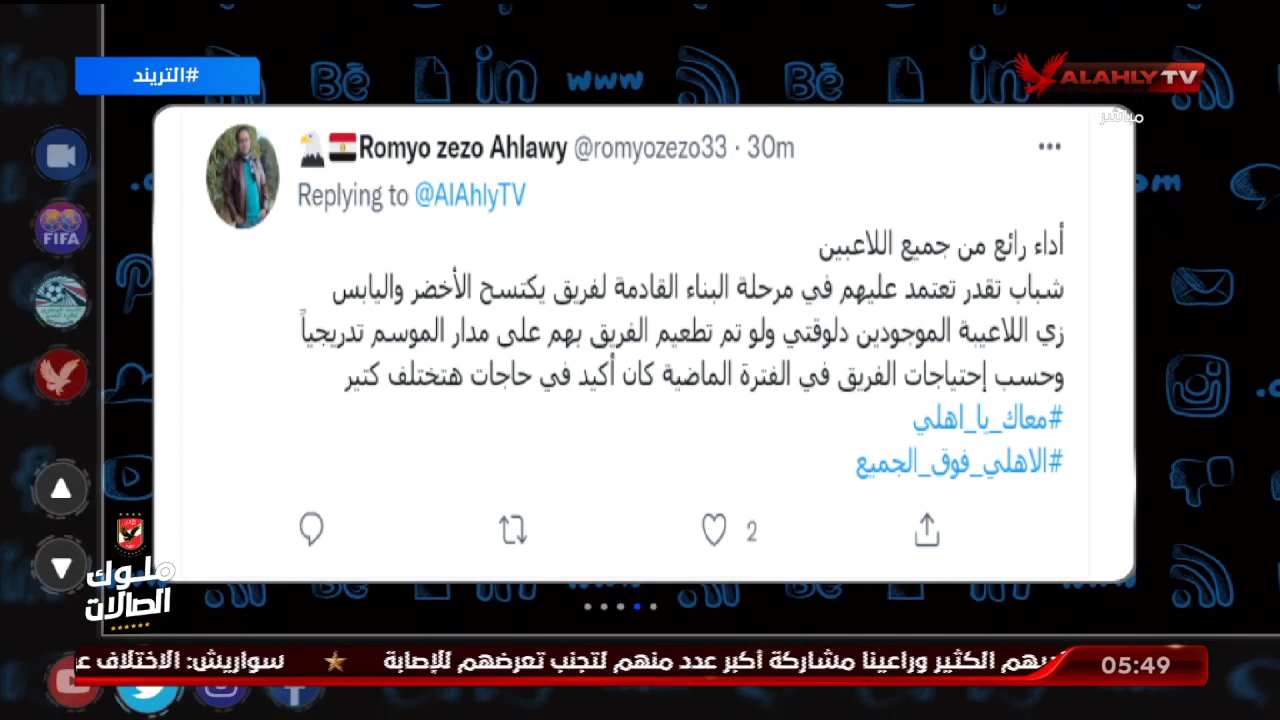 #التريند
ALAHLY TV
مباشر
Romyo zezo Ahlawy @romyozezo33 · 30m
Replying to @AlAhlyTV
أداء رائع من جميع اللاعبين
شباب تقدر تعتمد عليهم في مرحلة البناء القادمة لفريق يكتسح الأخضر واليابس
زي اللاعيبة الموجودين دلوقتي ولو تم تطعيم الفريق بهم على مدار الموسم تدريجياً
وحسب إحتياجات الفريق في الفترة الماضية كان أكيد في حاجات هتختلف كتير
#معاك_يا_اهلي
#الاهلي_فوق_الجميع
2
FIFA
ملوك
الصالات
الكثير وراعينا مشاركة أكبر عدد منهم لتجنب تعرضهم للإصابة
سواريش: الاختلاف
05:49